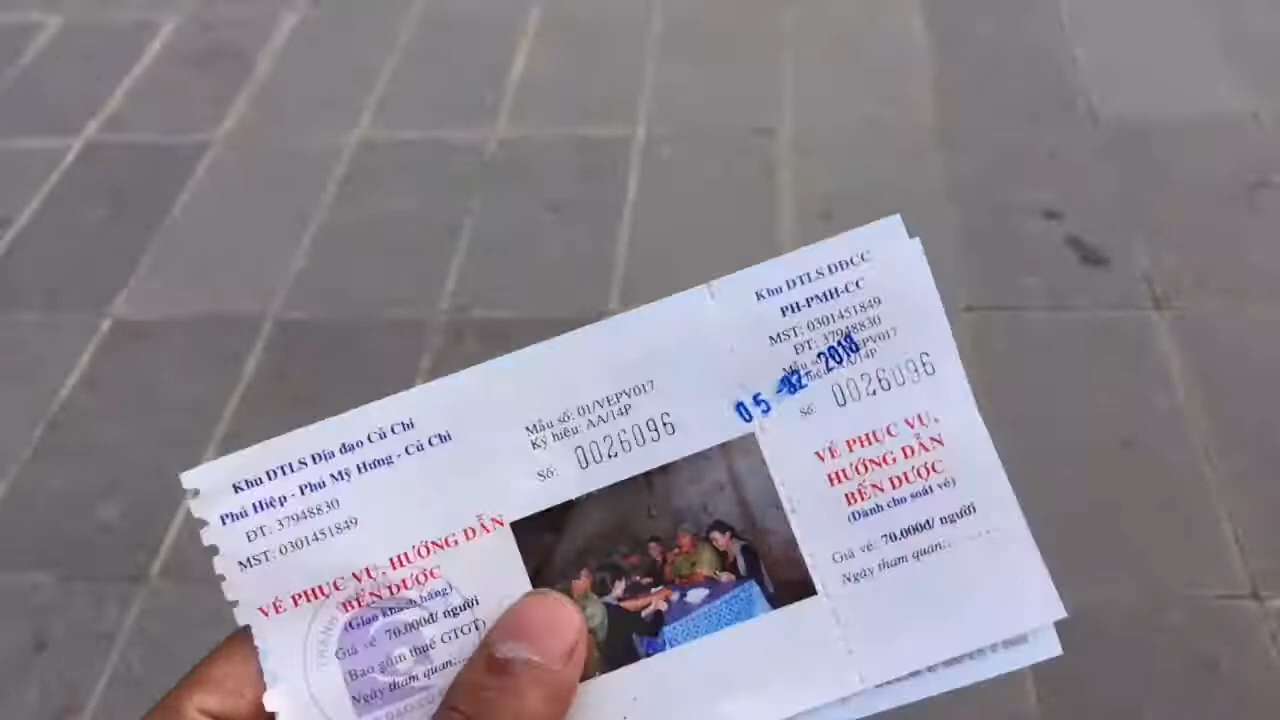 Khu DTLS Địa đạo Củ Chi
Phú Hiệp - Phú Mỹ Hưng - Củ Chi
ĐT: 37948830
MST: 0301451849
Mẫu số: 01/VEPV017
Ký hiệu: AA/14P
Số: 0026096
VÉ PHỤC VỤ, HƯỚNG DẪN
BẾN DƯỢC
(Giao khách hàng)
Giá vé 70.000đ/ người
(Bao gồm thuế GTGT)
Ngày tham quan:
Khu DTLS ĐĐCC
PH-PMH-CC
MST: 0301451849
ĐT: 37948830
05 -02- 2018
Số: 0026096
VÉ PHỤC VỤ,
HƯỚNG DẪN
BẾN DƯỢC
(Dành cho soát vé)
Giá vé: 70.000đ/ người
Ngày tham quan: